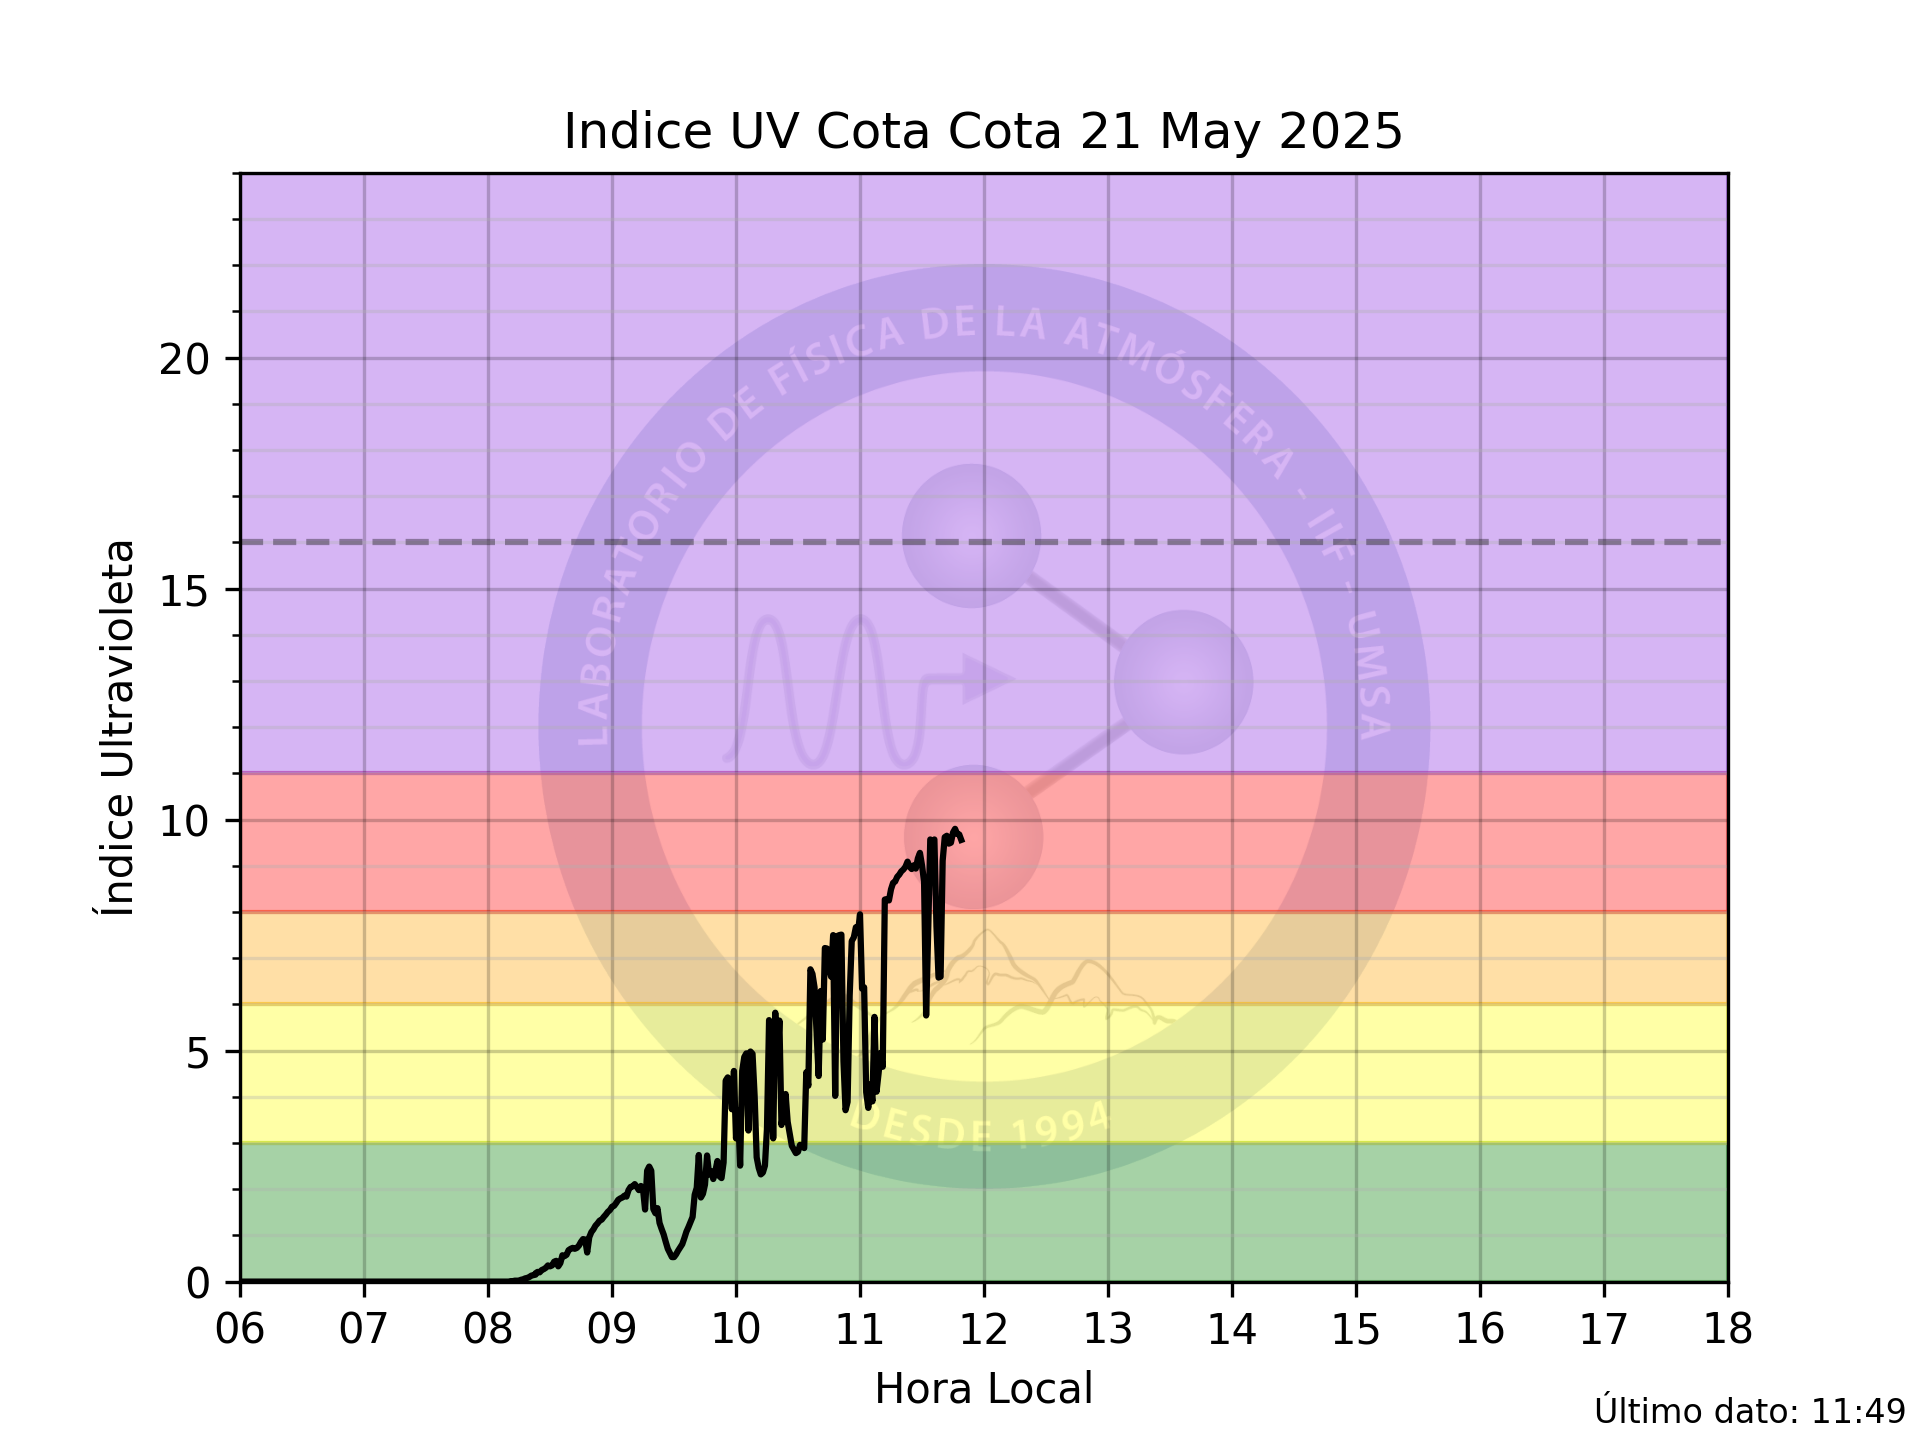 Indice UV Cota Cota 21 May 2025
LABORATORIO DE FÍSICA DE LA ATMÓSFERA - IIF - UMSA
DESDE 1994
Índice Ultravioleta
20
15
10
5
0
06 07 08 09 10 11 12 13 14 15 16 17 18
Hora Local
Último dato: 11:49